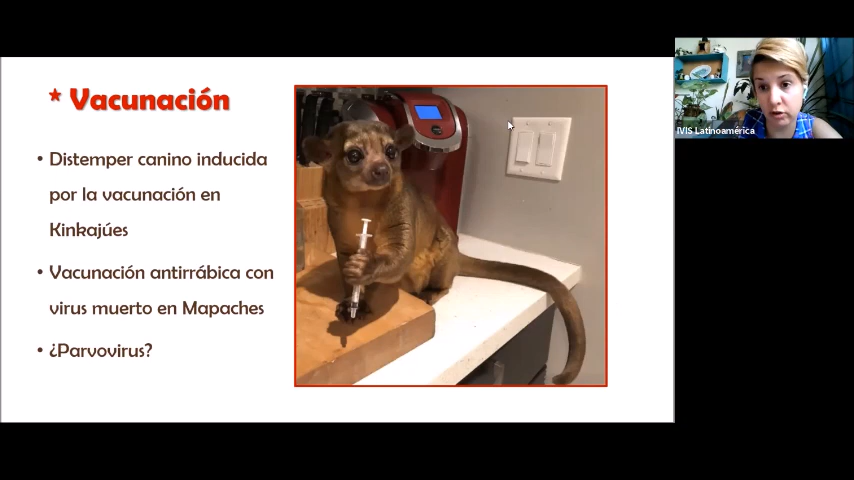 * Vacunación
• Distemper canino inducida
por la vacunación en
Kinkajúes
• Vacunación antirrábica con
virus muerto en Mapaches
• ¿Parvovirus?
IVIS Latinoamérica